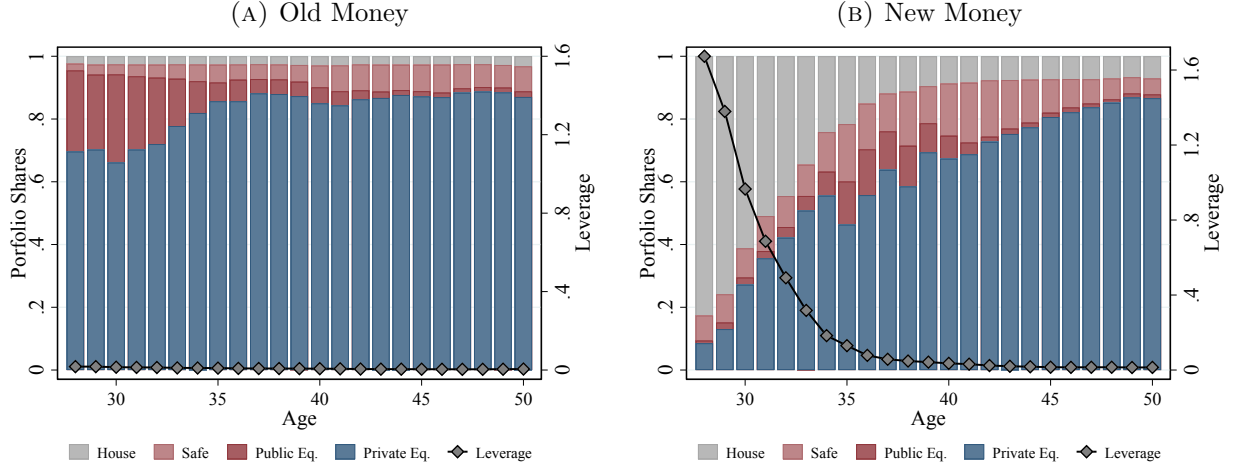 (A) Old Money
(B) New Money
Porfolio Shares
0 .2 .4 .6 .8 1
Leverage
0 .4 .8 1.2 1.6
30 35 40 45 50
Age
House Safe Public Eq. Private Eq. Leverage
Porfolio Shares
0 .2 .4 .6 .8 1
Leverage
0 .4 .8 1.2 1.6
30 35 40 45 50
Age
House Safe Public Eq. Private Eq. Leverage